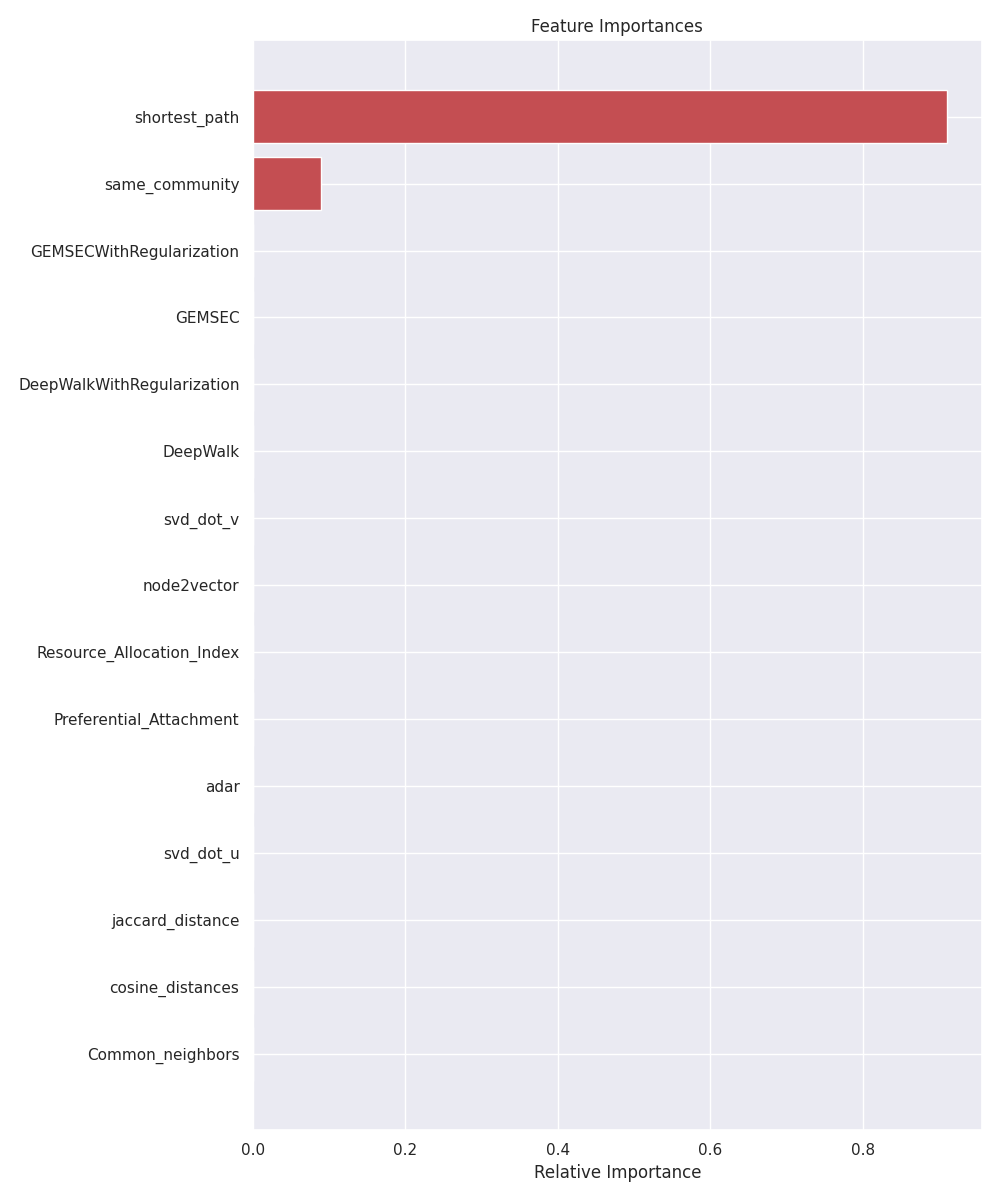 Feature Importances
shortest_path
same_community
GEMSECWithRegularization
GEMSEC
DeepWalkWithRegularization
DeepWalk
svd_dot_v
node2vector
Resource_Allocation_Index
Preferential_Attachment
adar
svd_dot_u
jaccard_distance
cosine_distances
Common_neighbors
0.0 0.2 0.4 0.6 0.8
Relative Importance